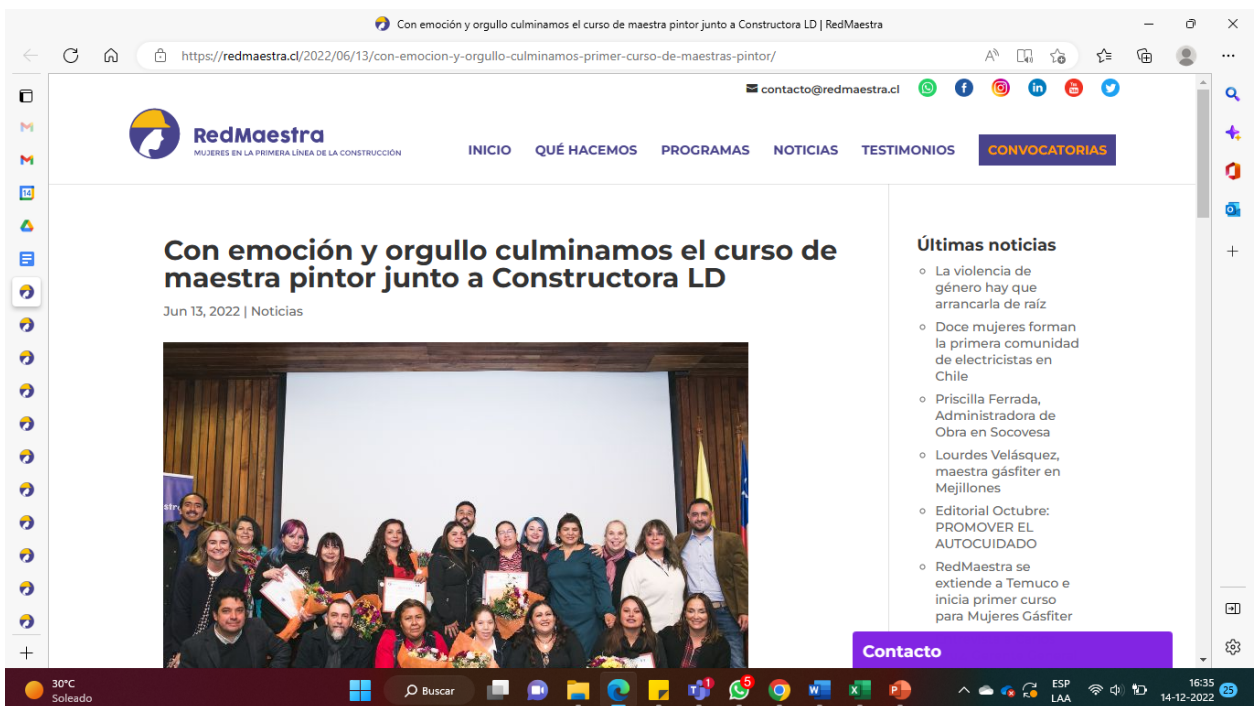 Con emoción y orgullo culminamos el curso de maestra pintor junto a Constructora LD | RedMaestra
https://redmaestra.cl/2022/06/13/con-emocion-y-orgullo-culminamos-primer-curso-de-maestras-pintor/
contacto@redmaestra.cl
RedMaestra
MUJERES EN LA PRIMERA LÍNEA DE LA CONSTRUCCIÓN
INICIO QUÉ HACEMOS PROGRAMAS NOTICIAS TESTIMONIOS CONVOCATORIAS
Con emoción y orgullo culminamos el curso de
maestra pintor junto a Constructora LD
Jun 13, 2022 | Noticias
Últimas noticias
La violencia de
género hay que
arrancarla de raíz
Doce mujeres forman
la primera comunidad
de electricistas en
Chile
Priscilla Ferrada,
Administradora de
Obra en Socovesa
Lourdes Velásquez,
maestra gásfiter en
Mejillones
Editorial Octubre:
PROMOVER EL
AUTOCUIDADO
RedMaestra se
extiende a Temuco e
inicia primer curso
para Mujeres Gásfiter
Contacto
30°C
Soleado
Buscar
1
5
ESP
LAA
16:35
14-12-2022
25